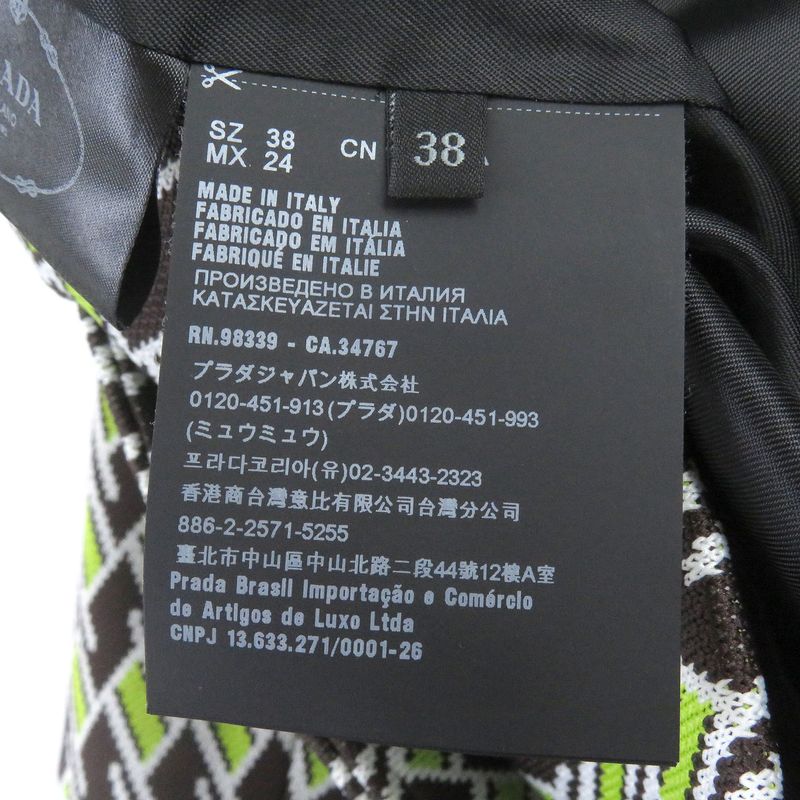 ADA
SZ 38 CN 38 A
MX. 24
MADE IN ITALY
FABRICADO EN ITALIA
FABRICADO EM ITÁLIA
FABRIQUÉ EN ITALIE
ПРОИЗВЕДЕНО В ИТАЛИЯ
ΚΑΤΑΣΚΕΥΑΖΕΤΑΙ ΣΤΗΝ ΙΤΑΛΙΑ
RN.98339 - CA.34767
プラダジャパン株式会社
0120-451-913(プラダ)0120-451-993
(ミュウミュウ)
프라다코리아(유)02-3443-2323
香港商台灣意比有限公司台灣分公司
886-2-2571-5255
臺北市中山區中山北路二段44號12樓A室
Prada Brasil Importação e Comércio
de Artigos de Luxo Ltda
CNPJ 13.633.271/0001-26